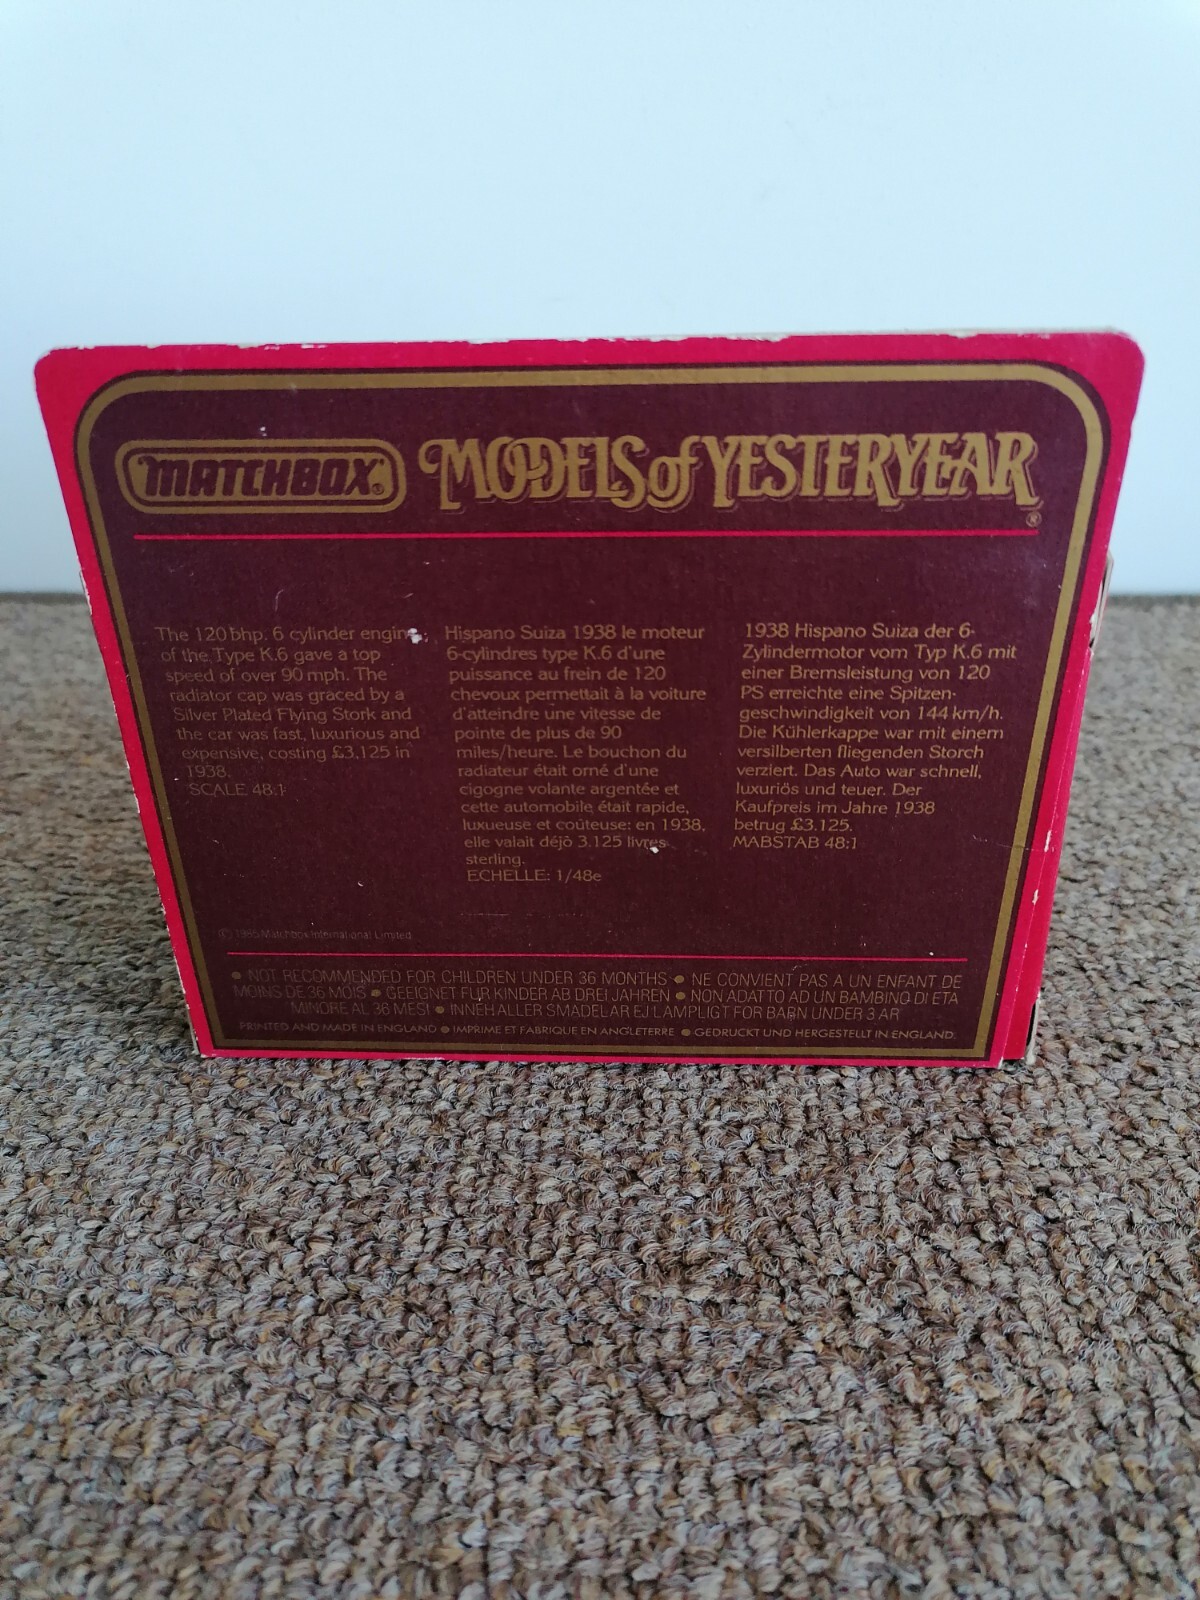 MATCHBOX®
MODELS of YESTERYEAR®
The 120 bhp. 6 cylinder engine
of the Type K.6 gave a top
speed of over 90 mph. The
radiator cap was graced by a
Silver Plated Flying Stork and
the car was fast, luxurious and
expensive, costing £3,125 in
1938.
SCALE 48:1
Hispano Suiza 1938 le moteur
6-cylindres type K.6 d'une
puissance au frein de 120
chevoux permettait à la voiture
d'atteindre une vitesse de
pointe de plus de 90
miles/heure. Le bouchon du
radiateur était orné d'une
cigogne volante argentée et
cette automobile était rapide,
luxueuse et coûteuse: en 1938,
elle valait déjõ 3.125 livres
sterling.
ECHELLE: 1/48e
1938 Hispano Suiza der 6-
Zylindermotor vom Typ K.6 mit
einer Bremsleistung von 120
PS erreichte eine Spitzen-
geschwindigkeit von 144 km/h.
Die Kühlerkappe war mit einem
versilberten fliegenden Storch
verziert. Das Auto war schnell,
luxuriös und teuer. Der
Kaufpreis im Jahre 1938
betrug £3.125.
MABSTAB 48:1
© 1985 Matchbox International Limited
● NOT RECOMMENDED FOR CHILDREN UNDER 36 MONTHS ● NE CONVIENT PAS A UN ENFANT DE
MOINS DE 36 MOIS ● GEEIGNET FUR KINDER AB DREI JAHREN ● NON ADATTO AD UN BAMBINO DI ETA
MINORE AL 36 MESI ● INNEHALLER SMADELAR EJ LAMPLIGT FOR BARN UNDER 3 AR
PRINTED AND MADE IN ENGLAND ● IMPRIME ET FABRIQUE EN ANGLETERRE ● GEDRUCKT UND HERGESTELLT IN ENGLAND.